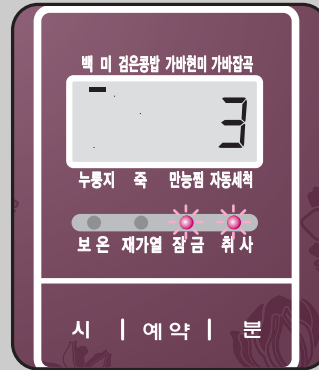 백 미 검은콩밥 가바현미 가바잡곡
3
누룽지 죽 만능찜 자동세척
보 온 재가열 잠 금 취 사
시 | 예 약 | 분